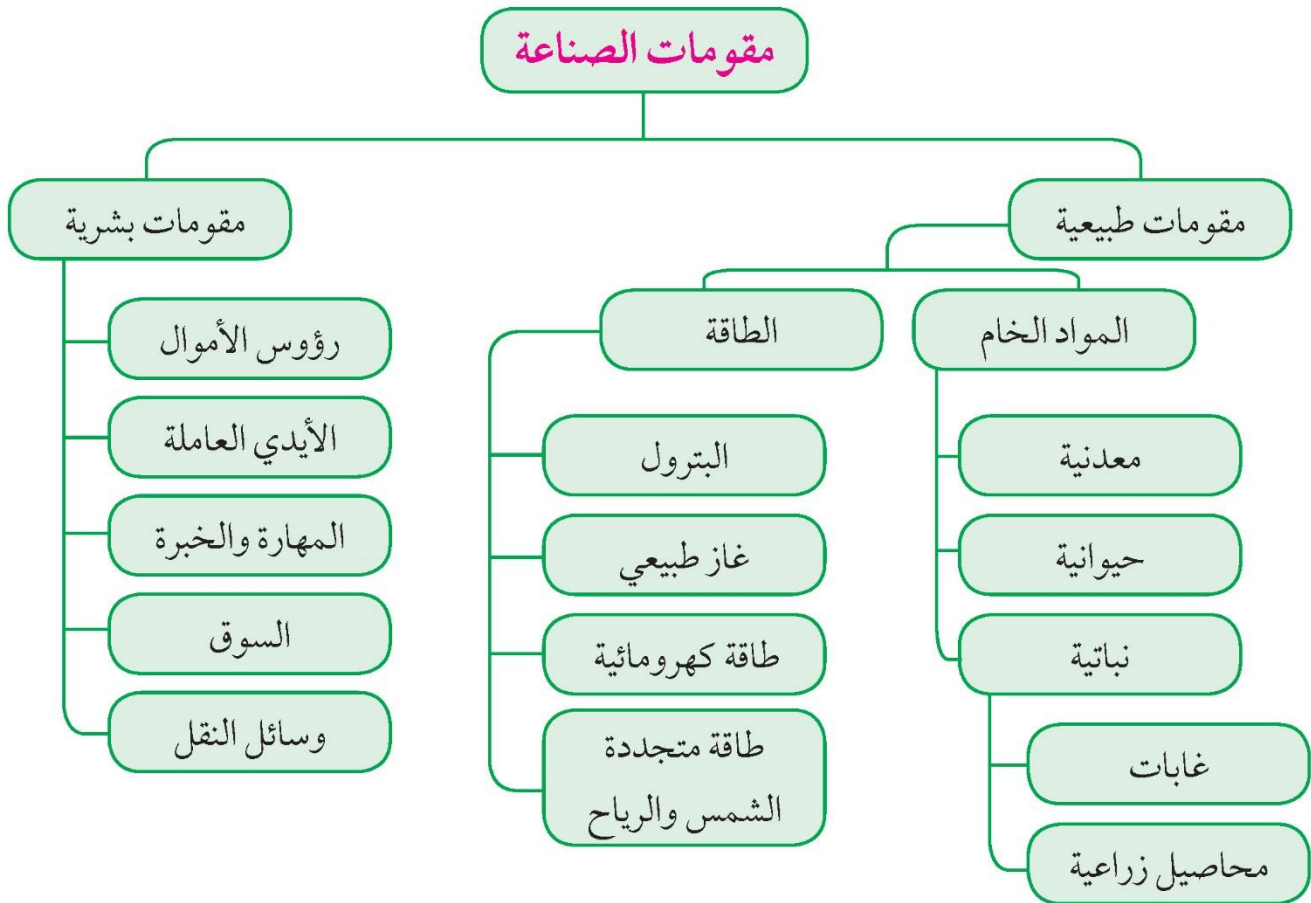 مقومات الصناعة
مقومات طبيعية
المواد الخام
معدنية
حيوانية
نباتية
غابات
محاصيل زراعية
الطاقة
البترول
غاز طبيعي
طاقة كهرومائية
طاقة متجددة
الشمس والرياح
مقومات بشرية
رؤوس الأموال
الأيدي العاملة
المهارة والخبرة
السوق
وسائل النقل